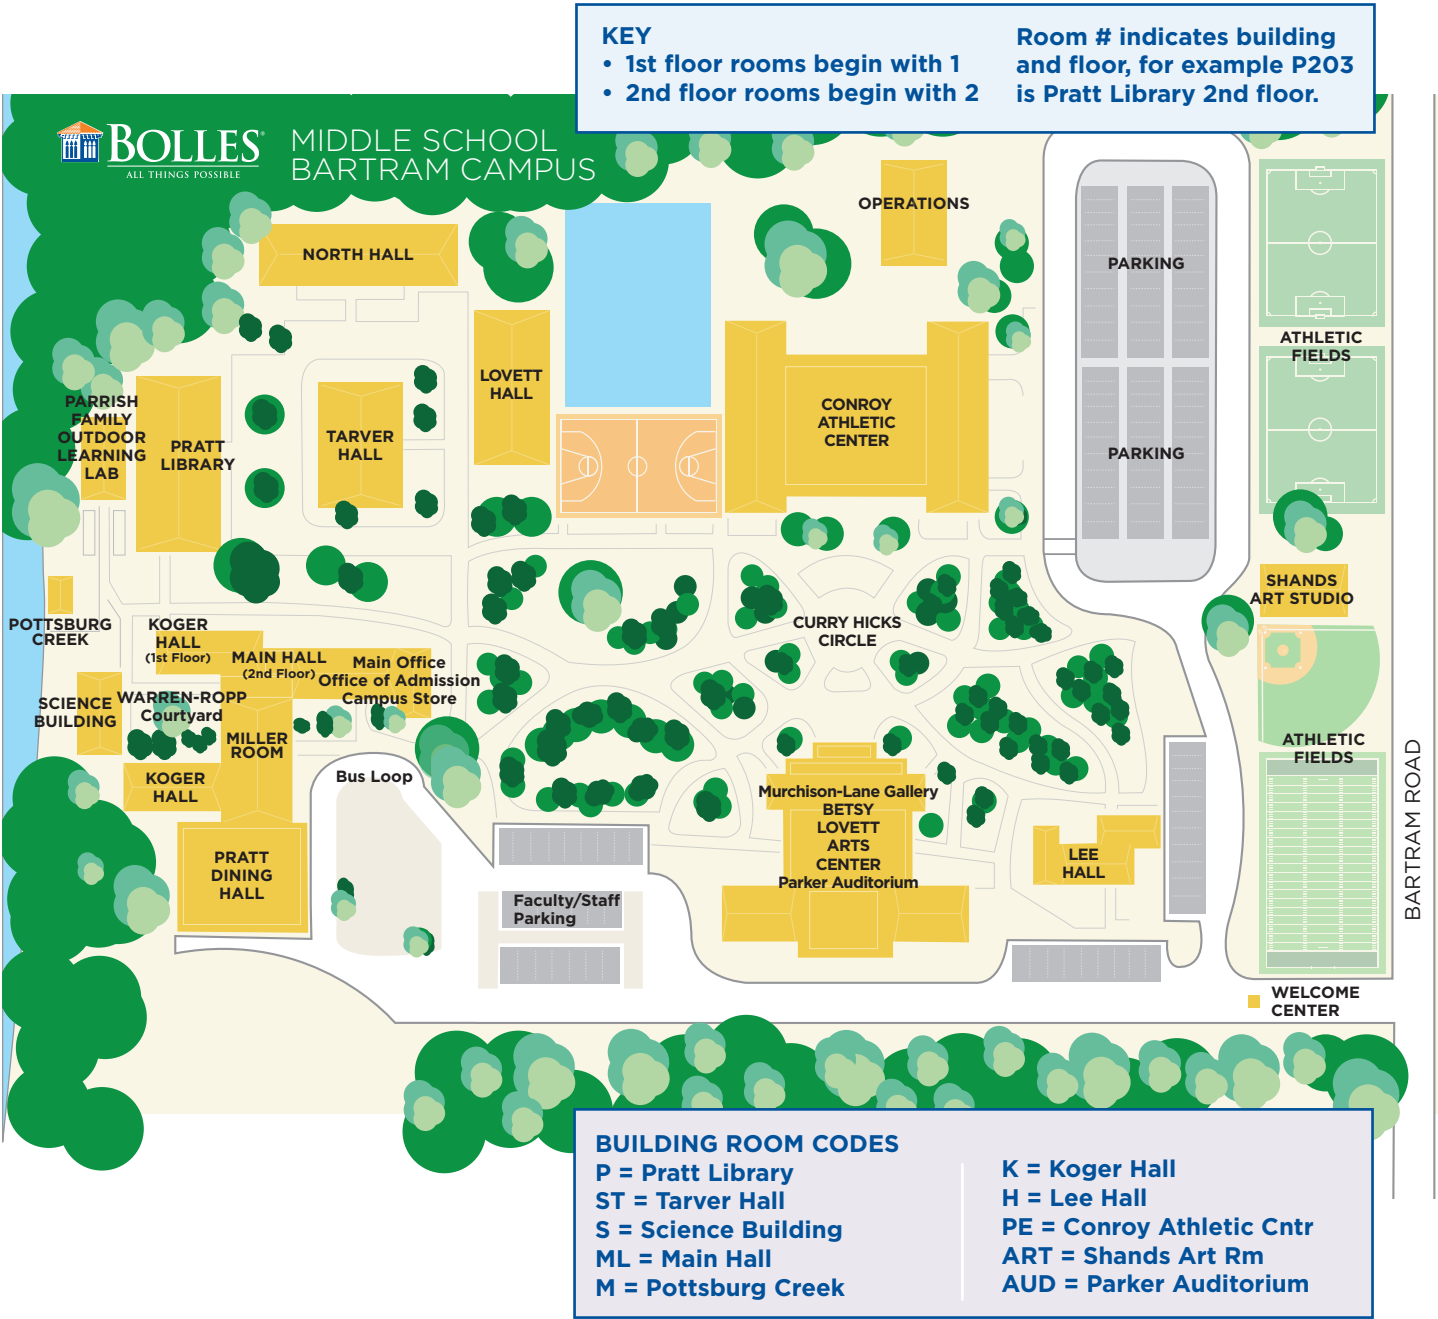 KEY
• 1st floor rooms begin with 1
• 2nd floor rooms begin with 2
Room # indicates building
and floor, for example P203
is Pratt Library 2nd floor.
BOLLES®
ALL THINGS POSSIBLE
MIDDLE SCHOOL
BARTRAM CAMPUS
OPERATIONS
NORTH HALL
PARKING
ATHLETIC
FIELDS
LOVETT
HALL
PARRISH
FAMILY
OUTDOOR
LEARNING
LAB
PRATT
LIBRARY
TARVER
HALL
CONROY
ATHLETIC
CENTER
PARKING
SHANDS
ART STUDIO
POTTSBURG
CREEK
KOGER
HALL
(1st Floor)
MAIN HALL
(2nd Floor)
Main Office
Office of Admission
Campus Store
CURRY HICKS
CIRCLE
SCIENCE
BUILDING
WARREN-ROPP
Courtyard
MILLER
ROOM
KOGER
HALL
Bus Loop
ATHLETIC
FIELDS
BARTRAM ROAD
Murchison-Lane Gallery
BETSY
LOVETT
ARTS
CENTER
Parker Auditorium
LEE
HALL
PRATT
DINING
HALL
Faculty/Staff
Parking
WELCOME
CENTER
BUILDING ROOM CODES
P = Pratt Library
ST = Tarver Hall
S = Science Building
ML = Main Hall
M = Pottsburg Creek
K = Koger Hall
H = Lee Hall
PE = Conroy Athletic Cntr
ART = Shands Art Rm
AUD = Parker Auditorium